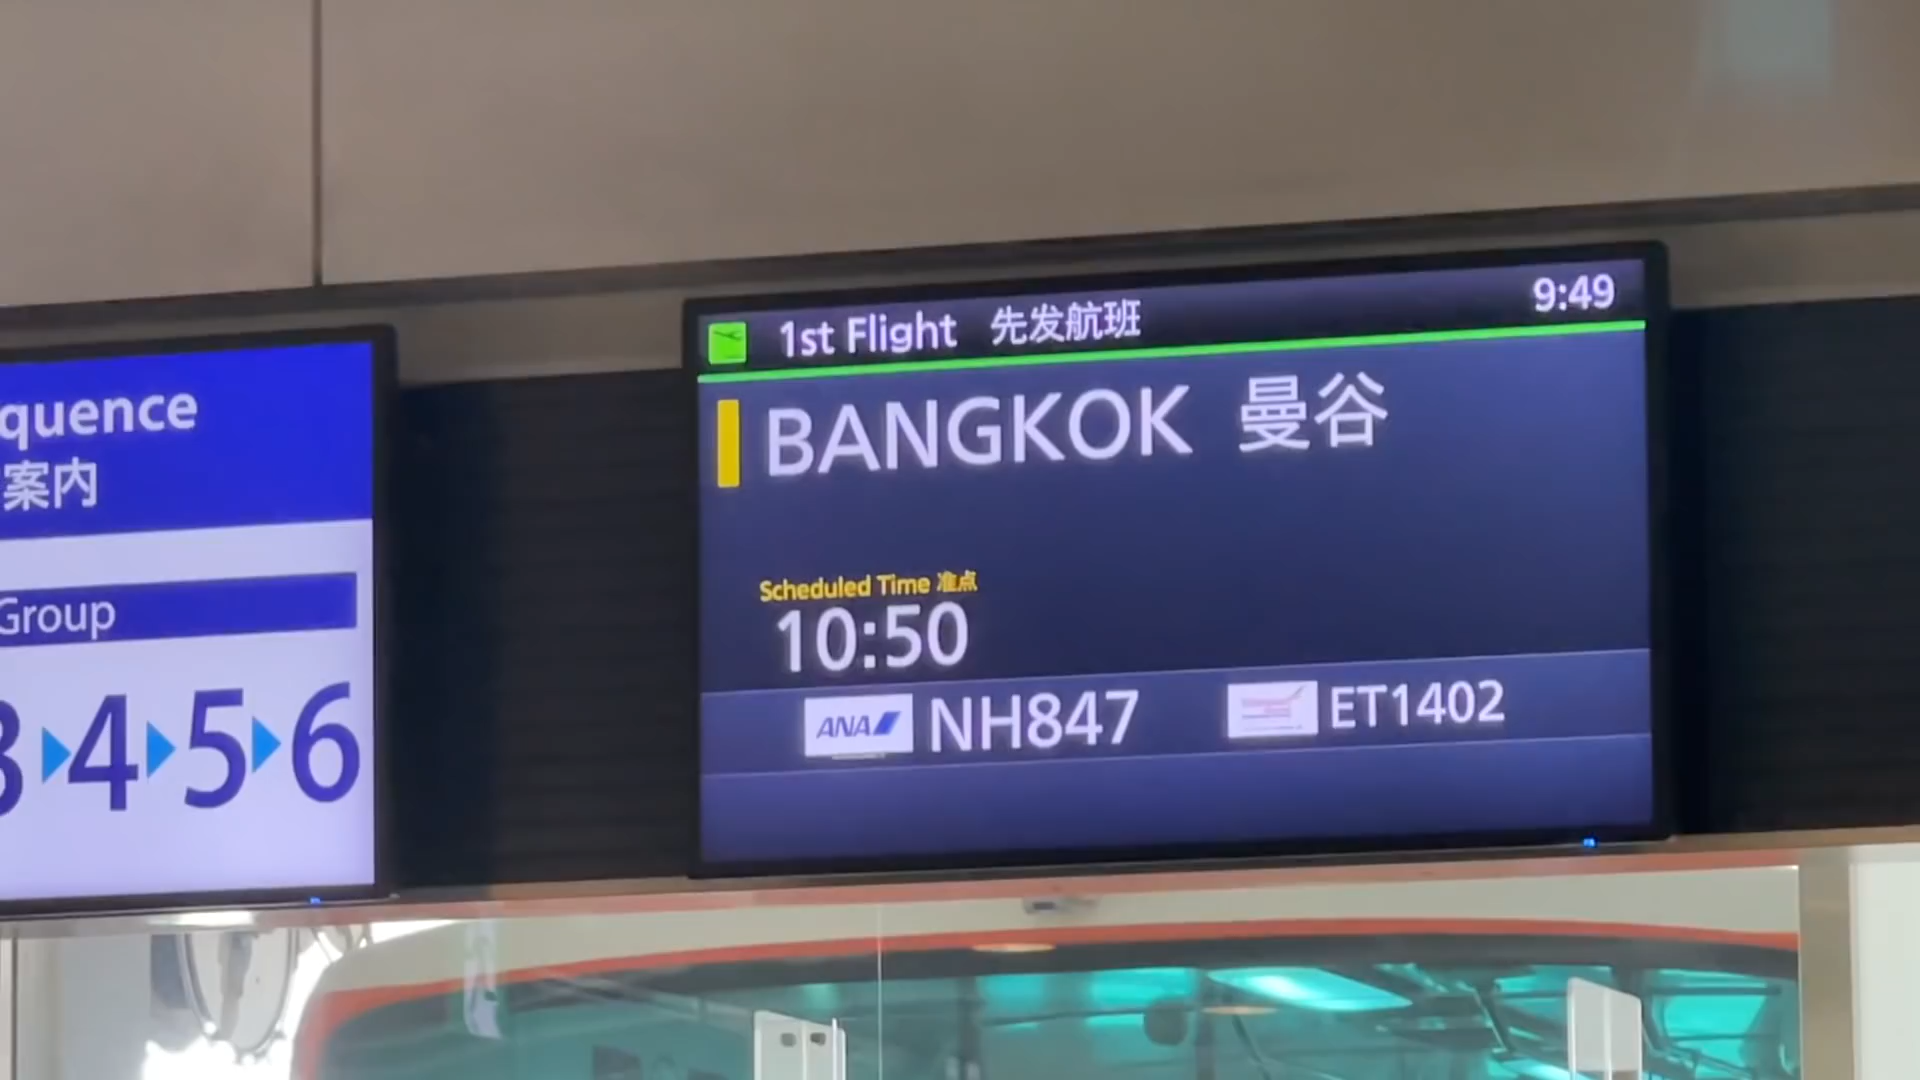 quence
案内
Group
3 4 5 6
1st Flight 先发航班 9:49
BANGKOK 曼谷
Scheduled Time 准点
10:50
ANA NH847 ET1402